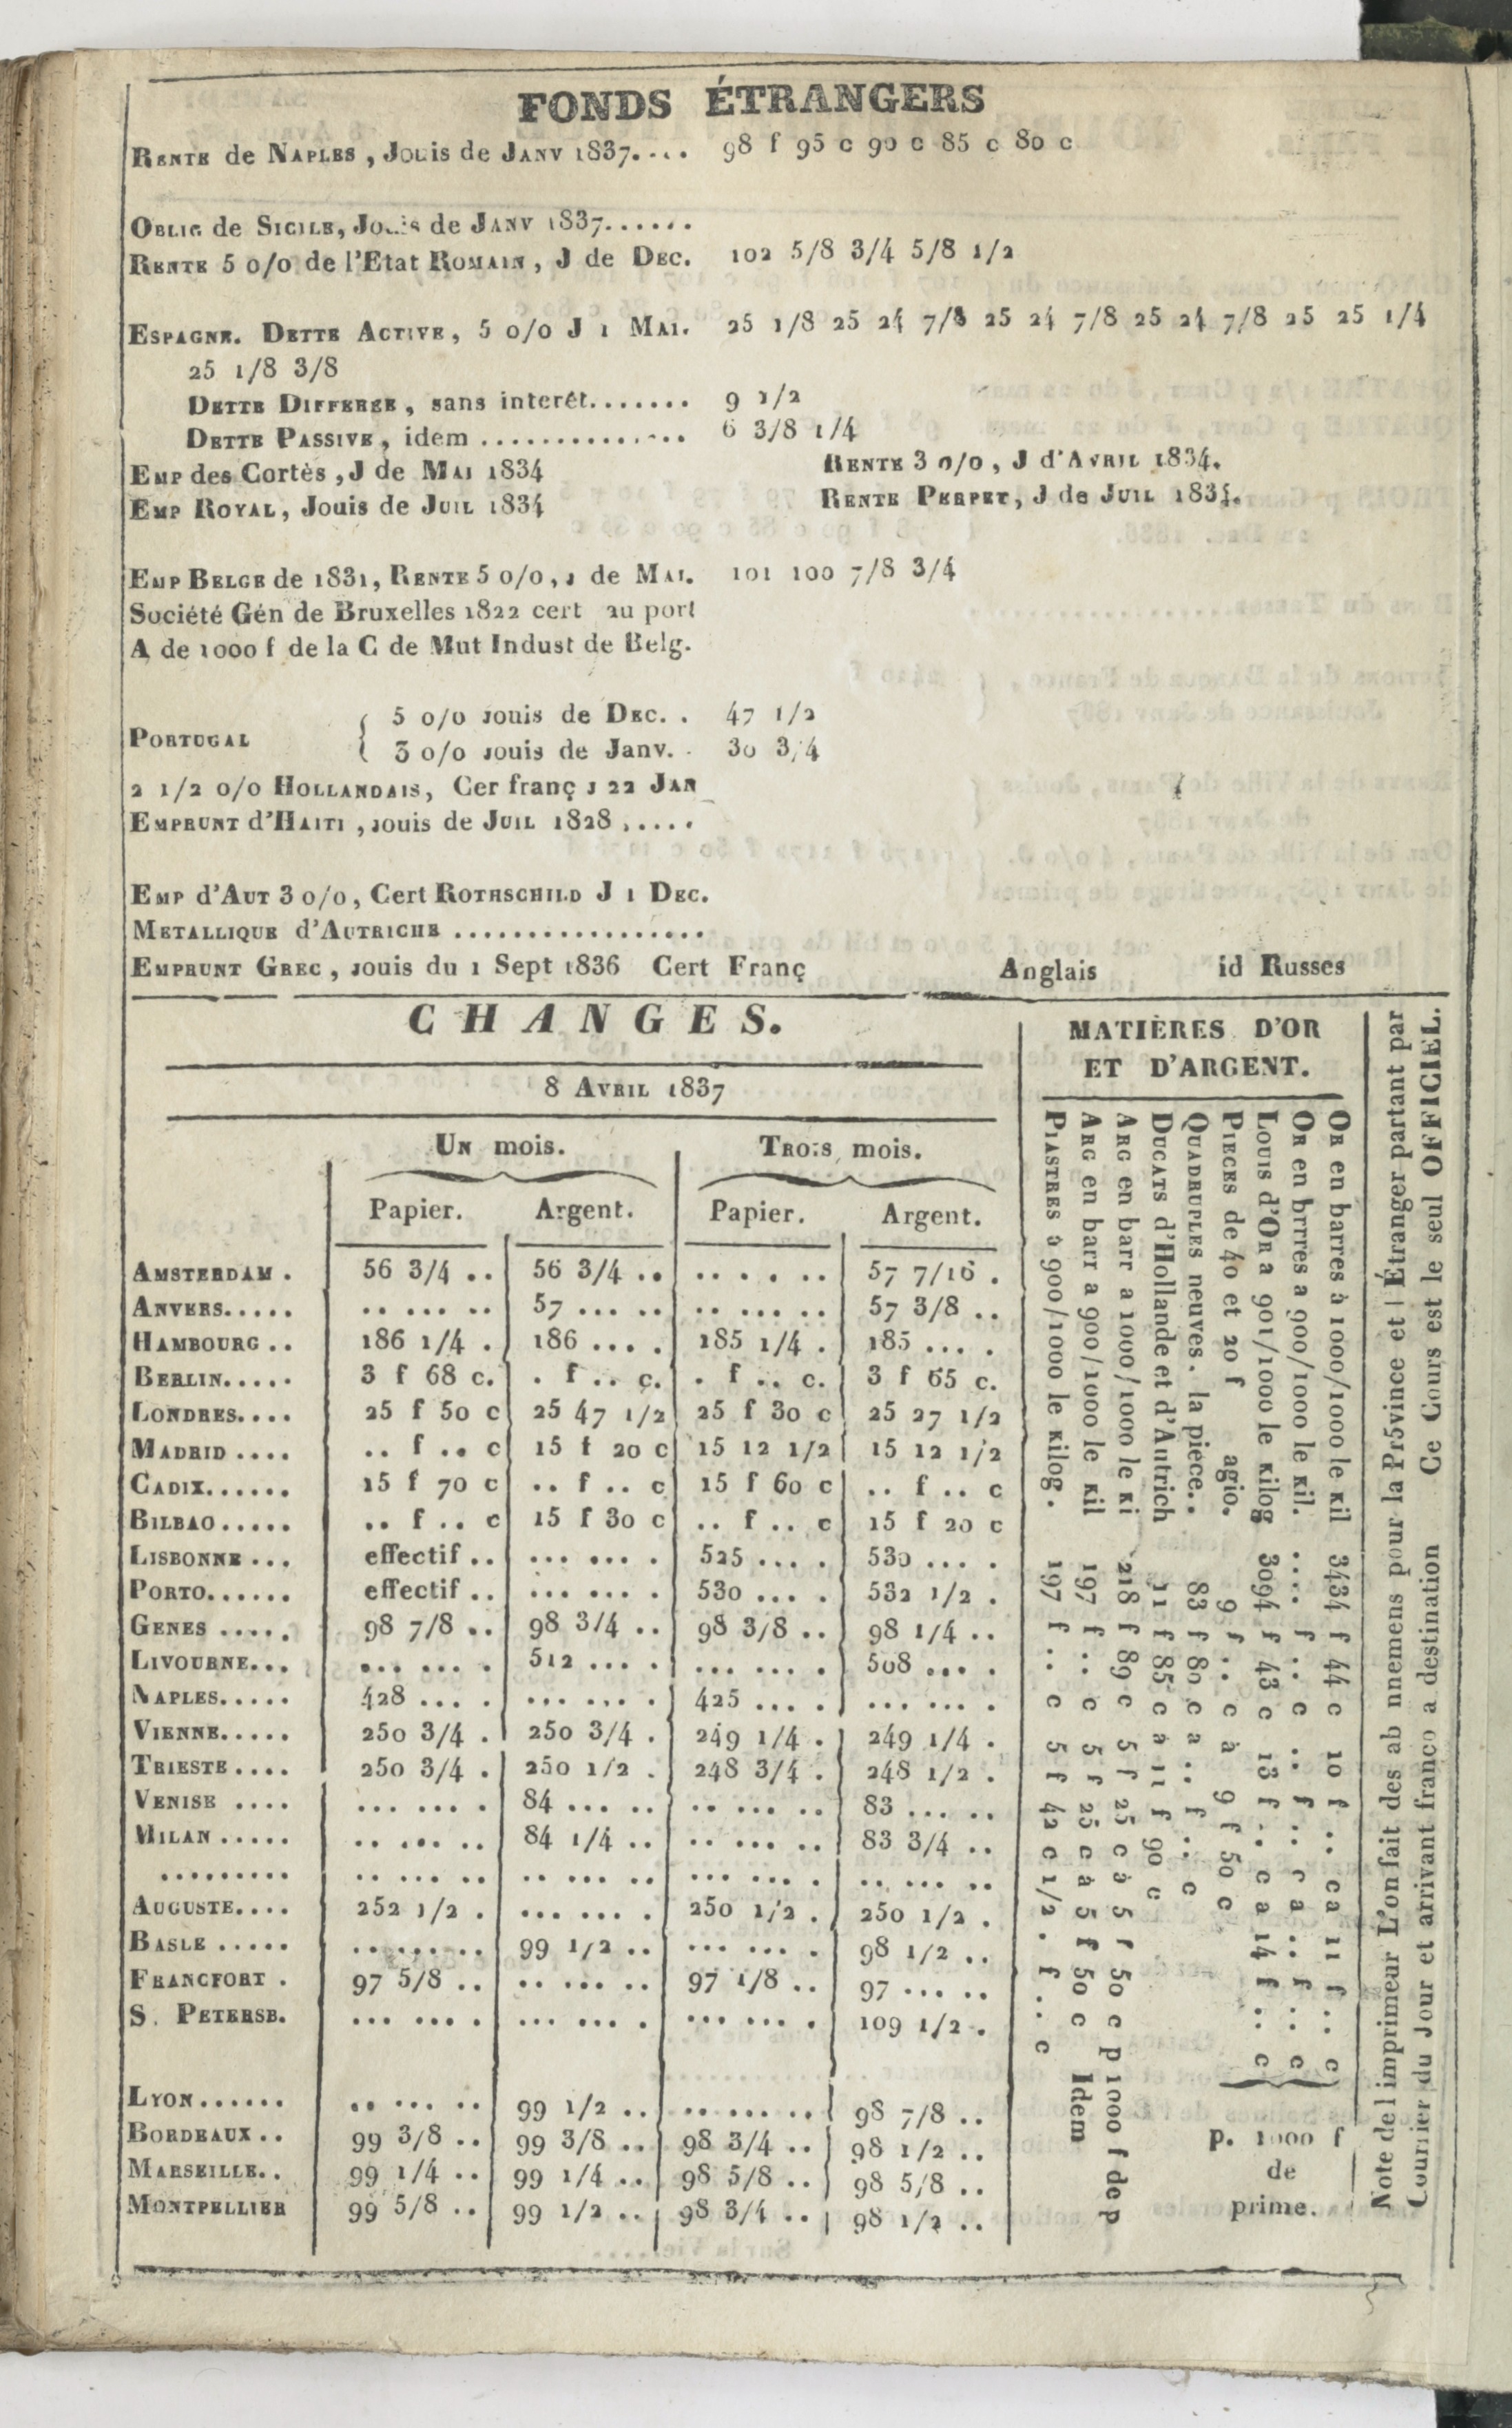 FONDS ÉTRANGERS
RENTE de NAPLES, Jouis de JANV 1837.... 98 f 95 c 90 c 85 c 80 c
OBLIG de SICILE, Jouis de JANV 1837......
RENTE 5 o/o de l'Etat ROMAIN, J de DEC. 102 5/8 3/4 5/8 1/2
ESPAGNE. DETTE ACTIVE, 5 o/o J 1 MAI. 25 1/8 25 24 7/8 25 24 7/8 25 24 7/8 25 25 1/4
25 1/8 3/8
DETTE DIFFEREE, sans interêt....... 9 1/2
DETTE PASSIVE, idem .............. 6 3/8 1/4
EMP des Cortès, J de MAI 1834 RENTE 3 o/o, J d'AVRIL 1834.
EMP ROYAL, Jouis de JUIL 1834 RENTE PERPET, J de JUIL 1834.
EMP BELGE de 1831, RENTE 5 o/o, J de MAI. 101 100 7/8 3/4
Société Gén de Bruxelles 1822 cert au port
A de 1000 f de la C de Mut Indust de Belg.
PORTUGAL { 5 o/o Jouis de DEC. . 47 1/2
3 o/o Jouis de Janv. . 30 3/4
2 1/2 o/o HOLLANDAIS, Cer franç J 22 JAN
EMPRUNT d'HAITI, Jouis de JUIL 1828 .....
EMP d'AUT 3 o/o, Cert ROTHSCHILD J 1 DEC.
METALLIQUE d'AUTRICHE .................
EMPRUNT GREC, Jouis du 1 Sept 1836 Cert Franç Anglais id Russes
CHANGES.
8 AVRIL 1837
UN mois. TROIS mois.
Papier. Argent. Papier. Argent.
AMSTERDAM . 56 3/4 .. 56 3/4 .. .. . . .. 57 7/16 .
ANVERS..... .. ... .. 57 ... .. .. ... .. 57 3/8 ..
HAMBOURG .. 186 1/4 . 186 ... . 185 1/4 . 185 ... .
BERLIN..... 3 f 68 c. . f .. c. . f .. c. 3 f 65 c.
LONDRES.... 25 f 50 c 25 47 1/2 25 f 30 c 25 27 1/2
MADRID .... .. f .. c 15 f 20 c 15 12 1/2 15 12 1/2
CADIX...... 15 f 70 c .. f .. c 15 f 60 c .. f .. c
BILBAO..... .. f .. c 15 f 30 c .. f .. c 15 f 20 c
LISBONNE... effectif .. ... ... . 525 ... . 530 ... .
PORTO...... effectif .. ... ... . 530 ... . 532 1/2 .
GENES ..... 98 7/8 .. 98 3/4 .. 98 3/8 .. 98 1/4 ..
LIVOURNE... ... ... . 512 ... . ... ... . 508 ... .
NAPLES..... 428 ... . ... ... . 425 ... . ... ... .
VIENNE..... 250 3/4 . 250 3/4 . 249 1/4 . 249 1/4 .
TRIESTE.... 250 3/4 . 250 1/2 . 248 3/4 . 248 1/2 .
VENISE .... ... ... . 84 ... .. .. ... .. 83 ... ..
MILAN ..... .. ... .. 84 1/4 .. .. ... .. 83 3/4 ..
......... .. ... .. .. ... .. ... ... . .. ... ..
AUGUSTE.... 252 1/2 . ... ... . 250 1/2 . 250 1/2 .
BASLE ..... .. ... .. 99 1/2 .. ... ... . 98 1/2 ..
FRANCFORT . 97 5/8 .. .. ... .. 97 1/8 .. 97 ... ..
S. PETERSB. ... ... . ... ... . ... ... . 109 1/2 .
LYON...... .. ... .. 99 1/2 .. .. ... .. 98 7/8 ..
BORDEAUX .. 99 3/8 .. 99 3/8 .. 98 3/4 .. 98 1/2 ..
MARSEILLE.. 99 1/4 .. 99 1/4 .. 98 5/8 .. 98 5/8 ..
MONTPELLIER 99 5/8 .. 99 1/2 .. 98 3/4 .. 98 1/2 ..
MATIÈRES D'OR
ET D'ARGENT.
OR en barres à 1000/1000 le Kil 3434 f 44 c 10 f .. c a 11 f .. c
OR en brres a 900/1000 le Kil. .... f .. c .. f .. c a .. f .. c
LOUIS d'OR a 901/1000 le Kilog 3094 f 43 c 13 f .. c a 14 f .. c
PIECES de 40 et 20 f agio. 9 f .. c à 9 f 50 c
QUADRUPLES neuves. la pièce.. 83 f 80 c a .. f .. c
DUCATS d'Hollande et d'Autrich 11 f 85 c à 11 f 90 c
ARG en barr a 1000/1000 le Ki 218 f 89 c 5 f 25 c à 5 f 50 c p 1000 f de p
ARG en barr a 900/1000 le Kil 197 f .. c 5 f 25 c à 5 f 50 c Idem
PIASTRES à 900/1000 le Kilog. 197 f .. c 5 f 42 c 1/2 . f .. c
p. 1000 f
de
prime.
Note de l imprimeur L'on fait des ab nnemens pour la Pr5vince et l Étranger partant par
Courrier du Jour et arrivant franco a destination Ce Cours est le seul OFFICIEL.